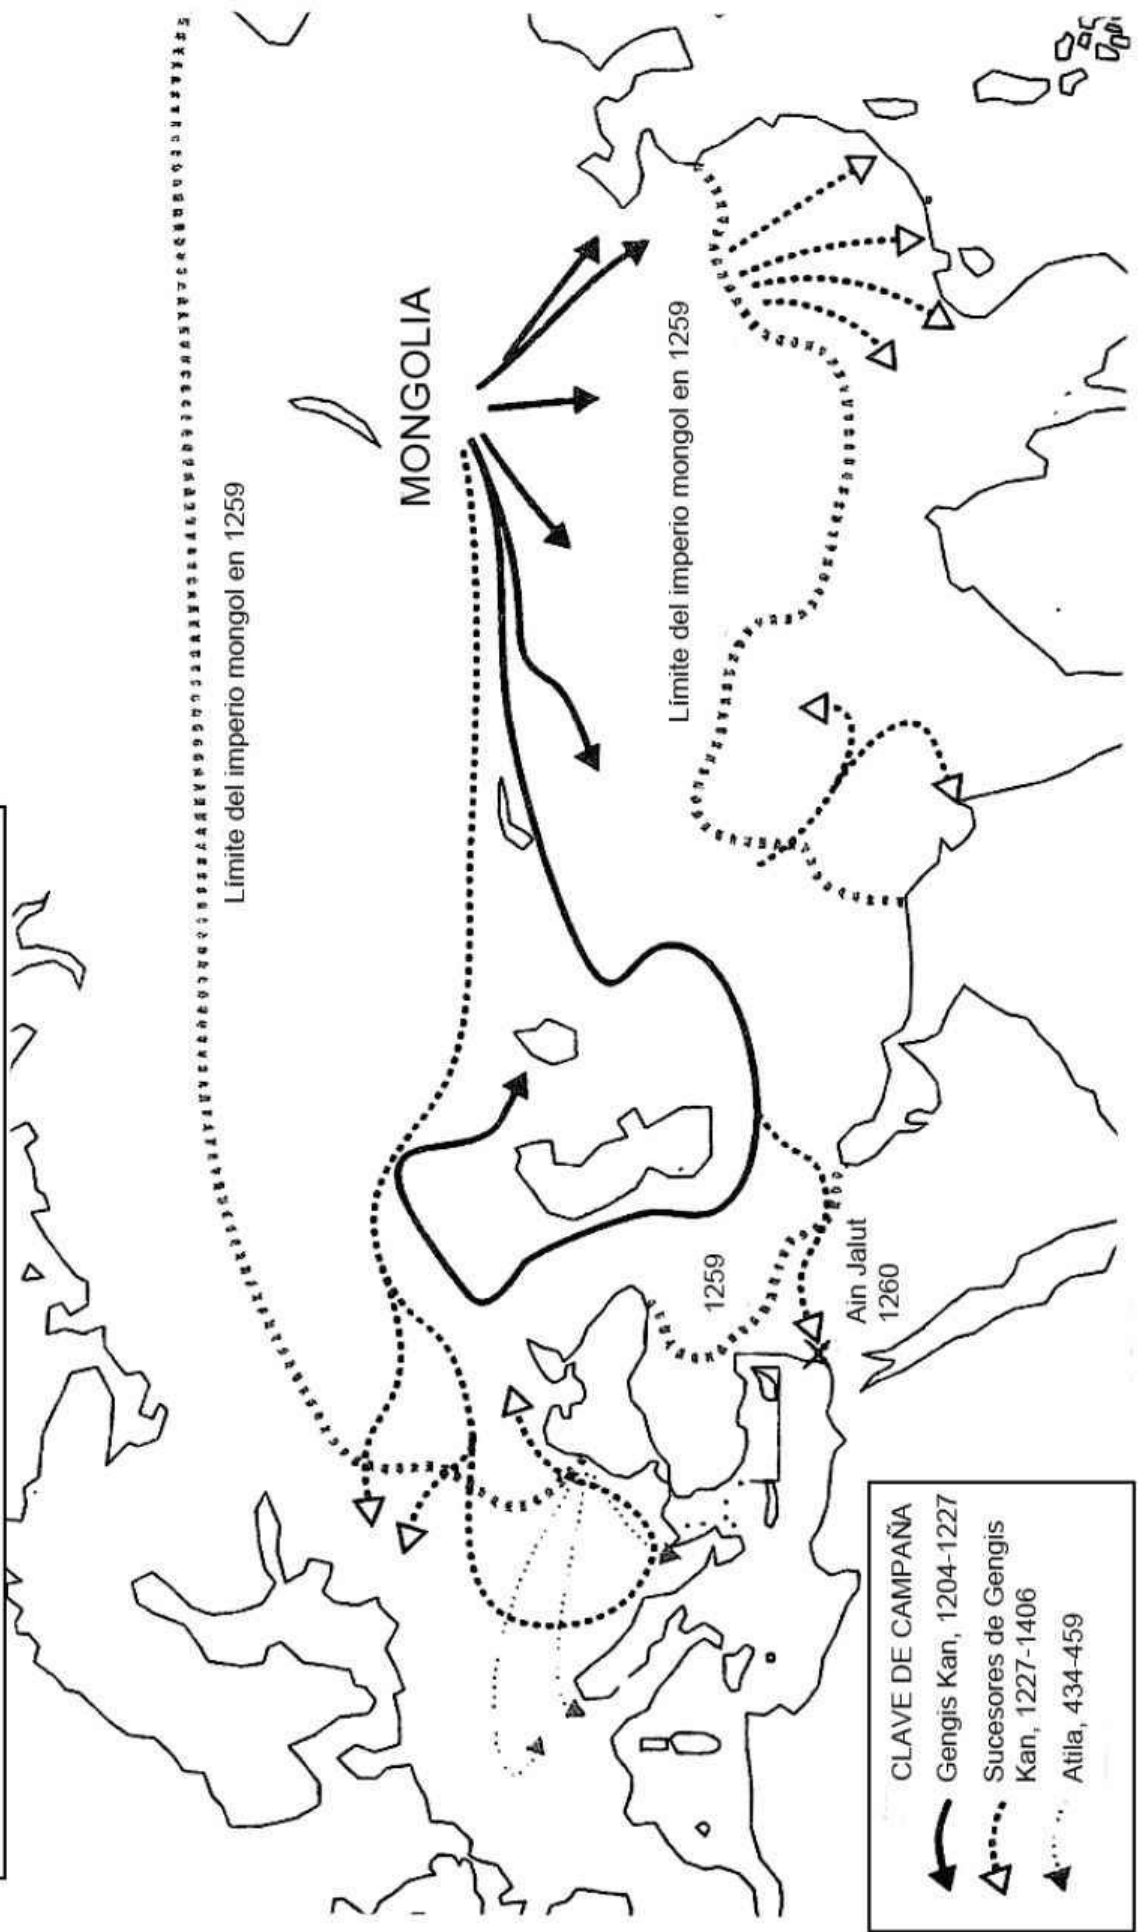 Límite del imperio mongol en 1259
MONGOLIA
Límite del imperio mongol en 1259
1259
Ain Jalut
1260
CLAVE DE CAMPAÑA
Gengis Kan, 1204-1227
Sucesores de Gengis
Kan, 1227-1406
Atila, 434-459